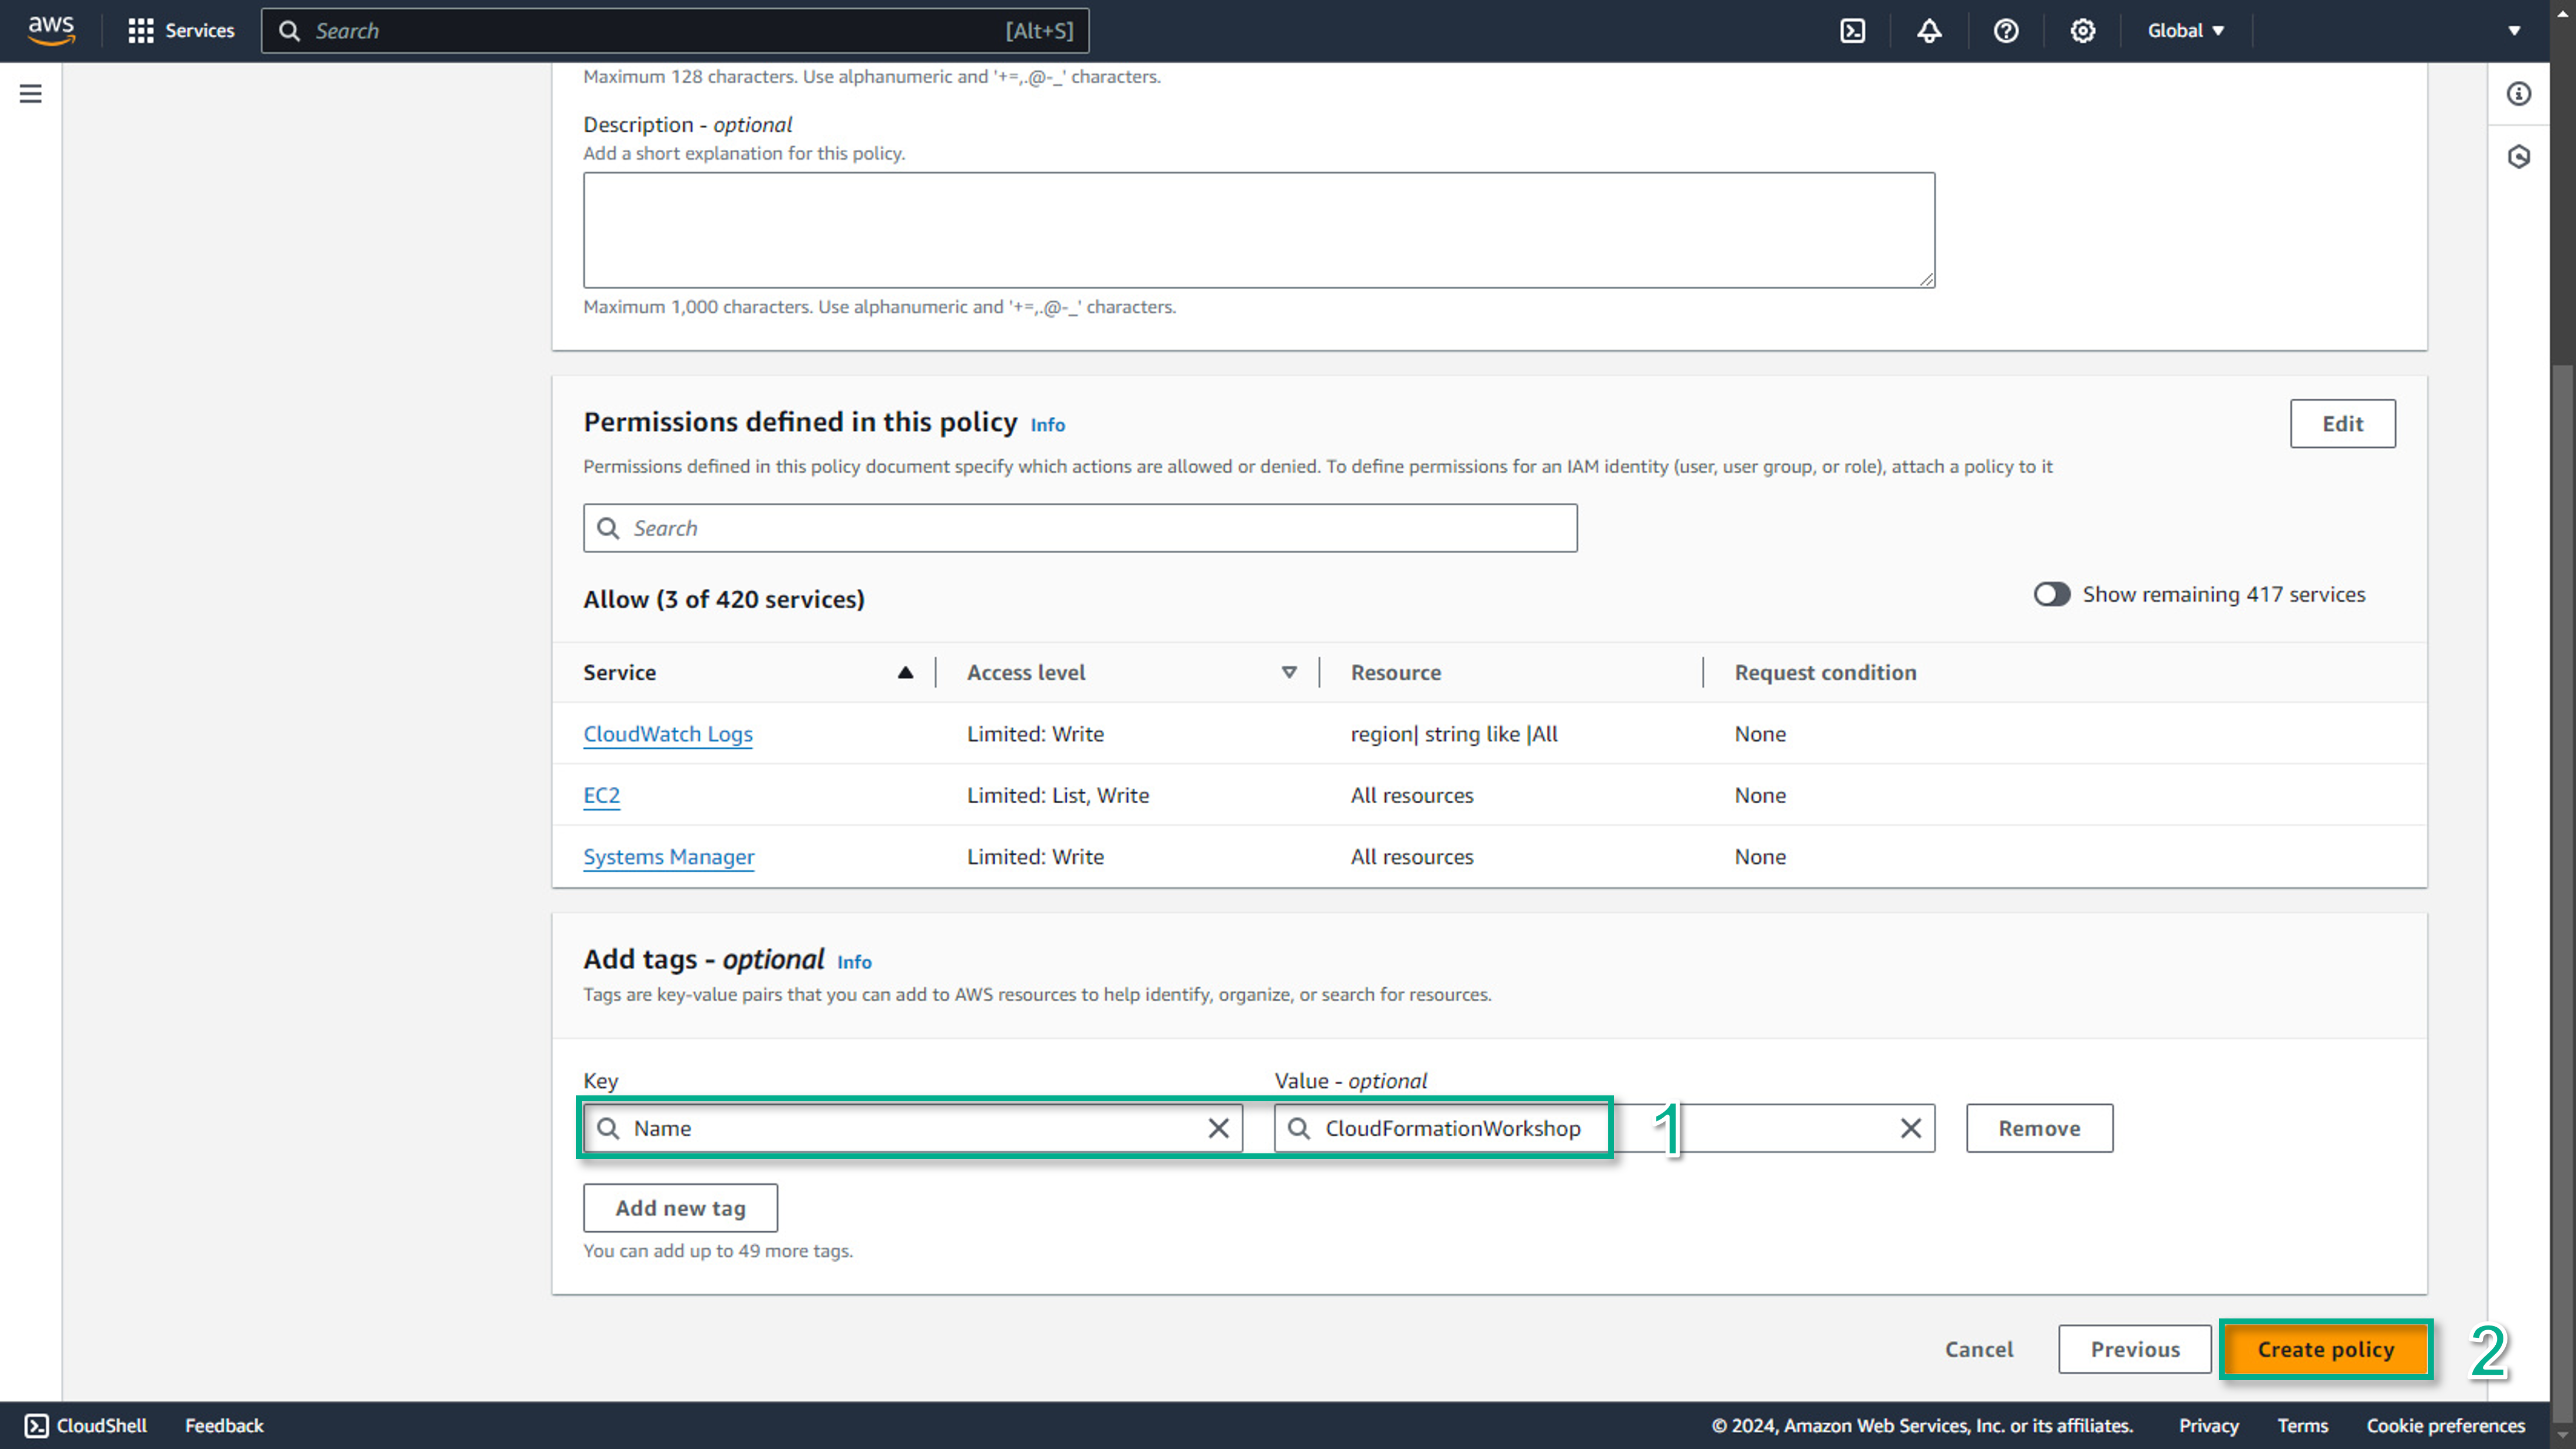 aws
Services
Search
[Alt+S]
Global
Maximum 128 characters. Use alphanumeric and '+=,.@-_' characters.
Description - optional
Add a short explanation for this policy.
Maximum 1,000 characters. Use alphanumeric and '+=,.@-_' characters.
Permissions defined in this policy Info
Edit
Permissions defined in this policy document specify which actions are allowed or denied. To define permissions for an IAM identity (user, user group, or role), attach a policy to it
Search
Allow (3 of 420 services)
Show remaining 417 services
Service Access level Resource Request condition
CloudWatch Logs Limited: Write region| string like |All None
EC2 Limited: List, Write All resources None
Systems Manager Limited: Write All resources None
Add tags - optional Info
Tags are key-value pairs that you can add to AWS resources to help identify, organize, or search for resources.
Key Value - optional
Name CloudFormationWorkshop 1 Remove
Add new tag
You can add up to 49 more tags.
Cancel Previous Create policy 2
CloudShell Feedback © 2024, Amazon Web Services, Inc. or its affiliates. Privacy Terms Cookie preferences